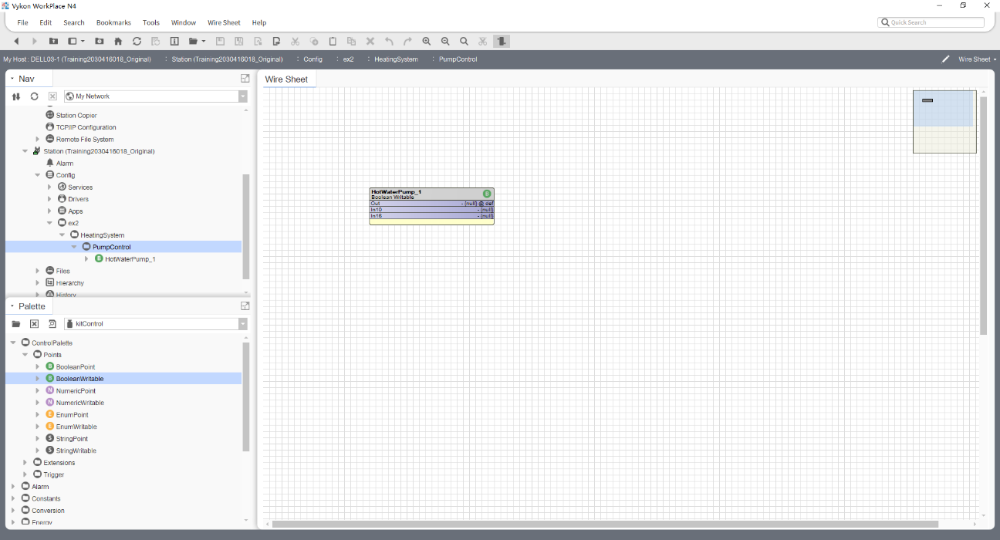 Vykon WorkPlace N4
File Edit Search Bookmarks Tools Window Wire Sheet Help
Quick Search
My Host : DELL03-1 (Training2030416018_Original) : Station (Training2030416018_Original) : Config : ex2 : HeatingSystem : PumpControl
Wire Sheet
Nav
My Network
Station Copier
TCP/IP Configuration
Remote File System
Station (Training2030416018_Original)
Alarm
Config
Services
Drivers
Apps
ex2
HeatingSystem
PumpControl
B HotWaterPump_1
Files
Hierarchy
History
Palette
kitControl
ControlPalette
Points
B BooleanPoint
B BooleanWritable
N NumericPoint
N NumericWritable
E EnumPoint
E EnumWritable
S StringPoint
S StringWritable
Extensions
Trigger
Alarm
Constants
Conversion
Energy
Wire Sheet
HotWaterPump_1 B
Boolean Writable
Out - {null} @ def
In10 - {null}
In16 - {null}